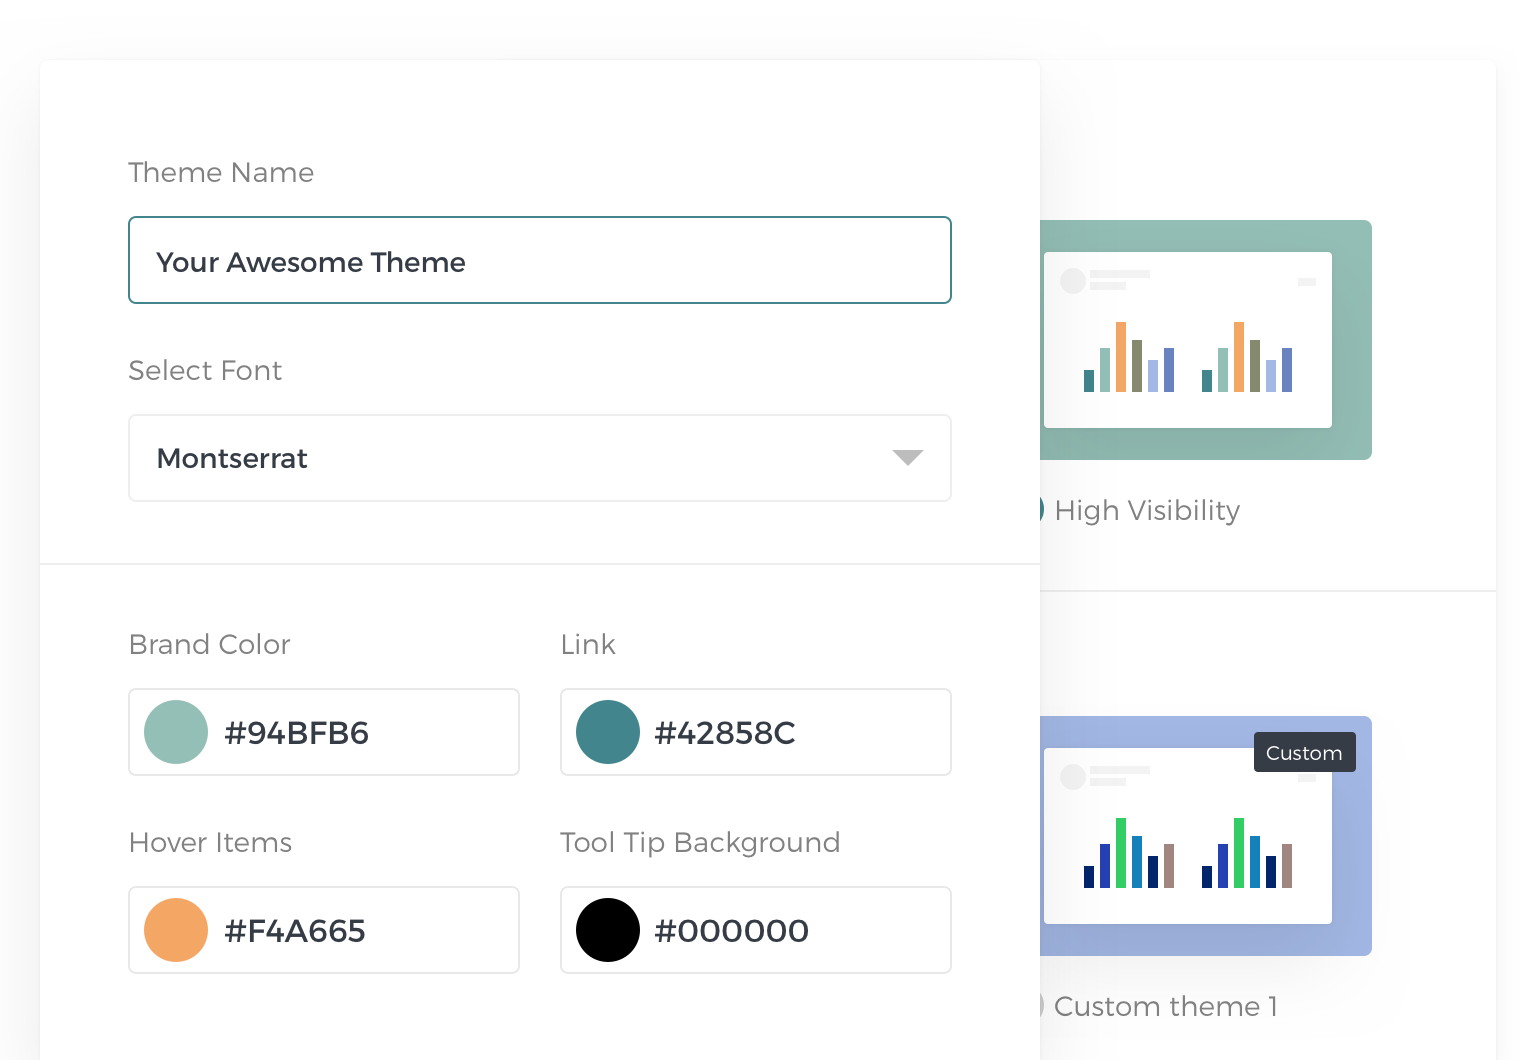 Theme Name
Your Awesome Theme
Select Font
Montserrat
High Visibility
Brand Color
Link
#94BFB6
#42858C
Custom
Hover Items
Tool Tip Background
#F4A665
#000000
Custom theme 1